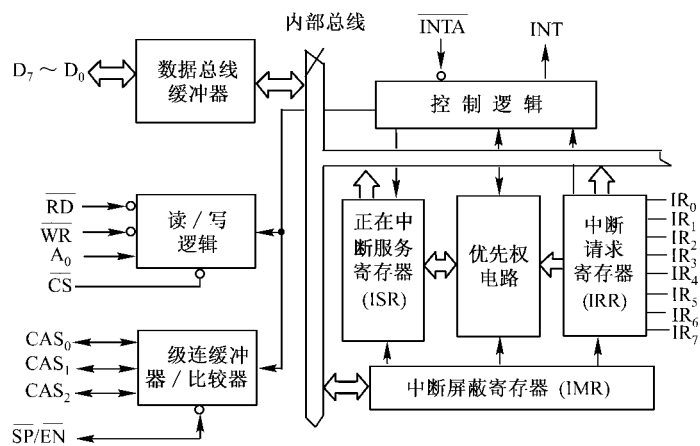 内部总线
INTA
INT
D7 ～ D0
数据总线
缓冲器
控 制 逻 辑
RD
WR
A0
CS
读 / 写
逻辑
正在中
断服务
寄存器
(ISR)
优先权
电路
中断
请求
寄存器
(IRR)
IR0
IR1
IR2
IR3
IR4
IR5
IR6
IR7
CAS0
CAS1
CAS2
级连缓冲
器 / 比较器
SP/EN
中断屏蔽寄存器 (IMR)